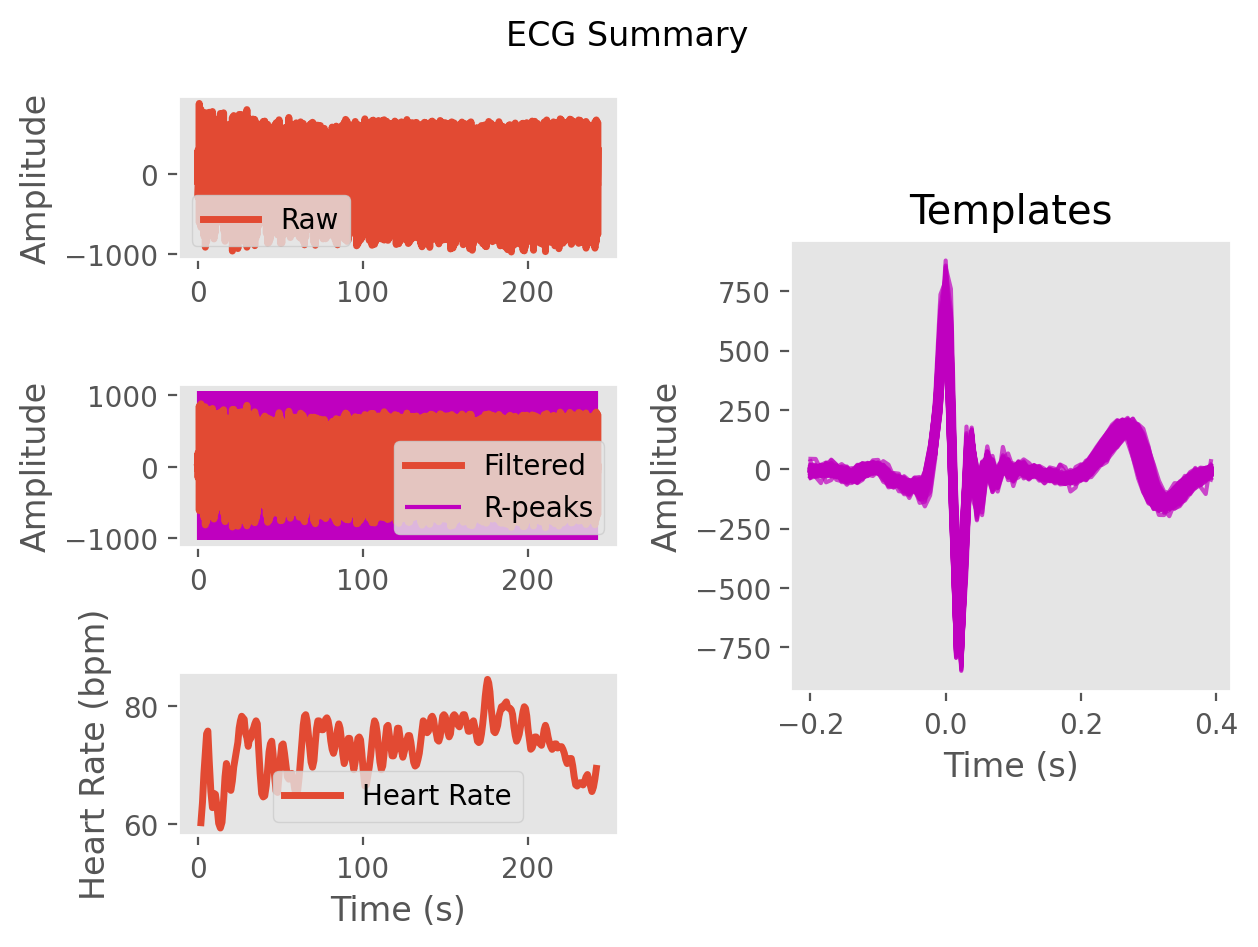 ECG Summary
Amplitude
0
−1000
Raw
0 100 200
Amplitude
1000
0
−1000
Filtered
R-peaks
0 100 200
Heart Rate (bpm)
80
60
Heart Rate
0 100 200
Time (s)
Templates
Amplitude
750
500
250
0
−250
−500
−750
−0.2 0.0 0.2 0.4
Time (s)